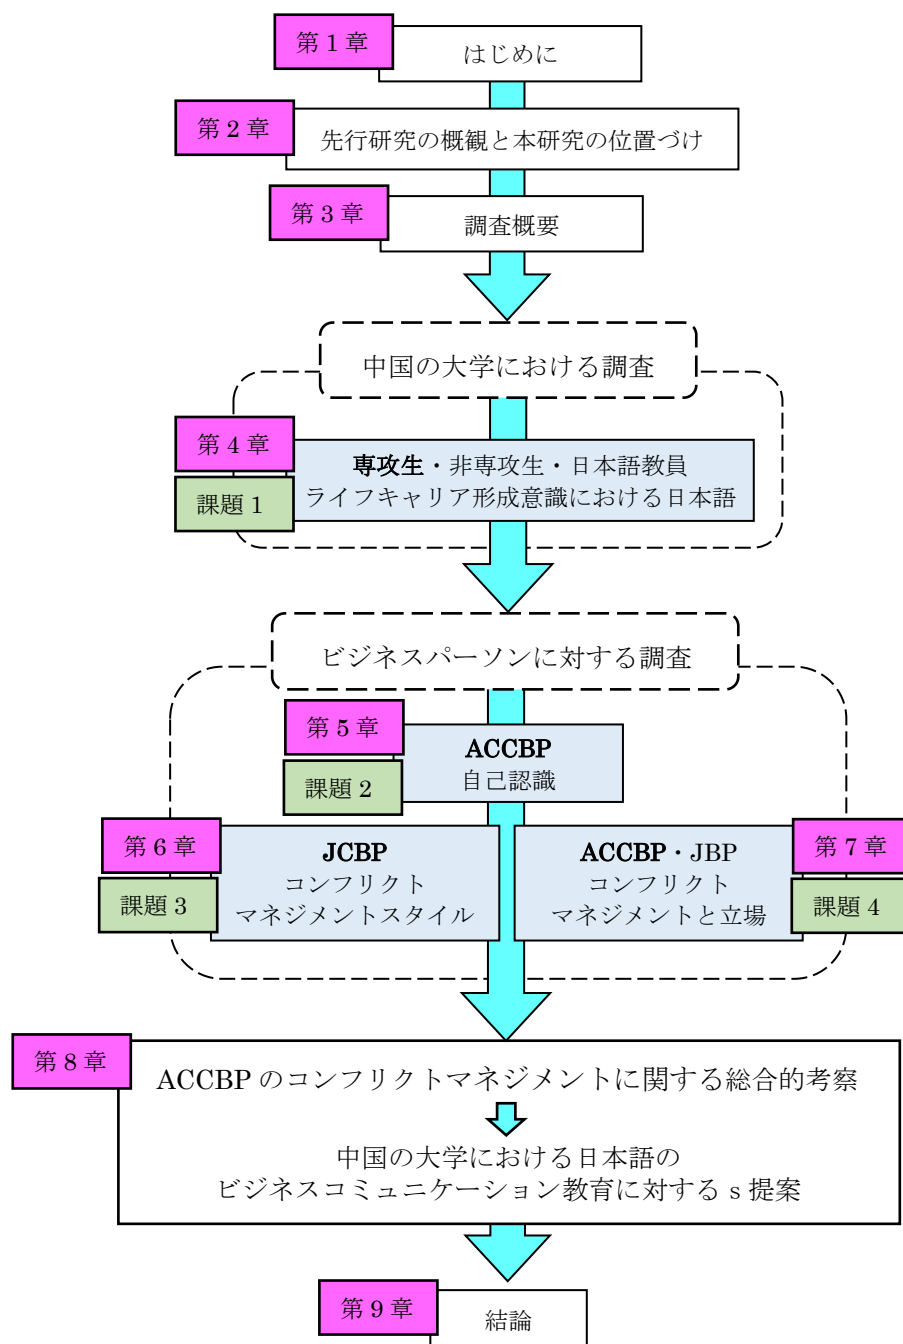 第1章
はじめに
第2章
先行研究の概観と本研究の位置づけ
第3章
調査概要
中国の大学における調査
第4章
課題1
専攻生・非専攻生・日本語教員
ライフキャリア形成意識における日本語
ビジネスパーソンに対する調査
第5章
課題2
ACCBP
自己認識
第6章
課題3
JCBP
コンフリクト
マネジメントスタイル
ACCBP・JBP
コンフリクト
マネジメントと立場
第7章
課題4
第8章
ACCBPのコンフリクトマネジメントに関する総合的考察
中国の大学における日本語の
ビジネスコミュニケーション教育に対するs提案
第9章
結論